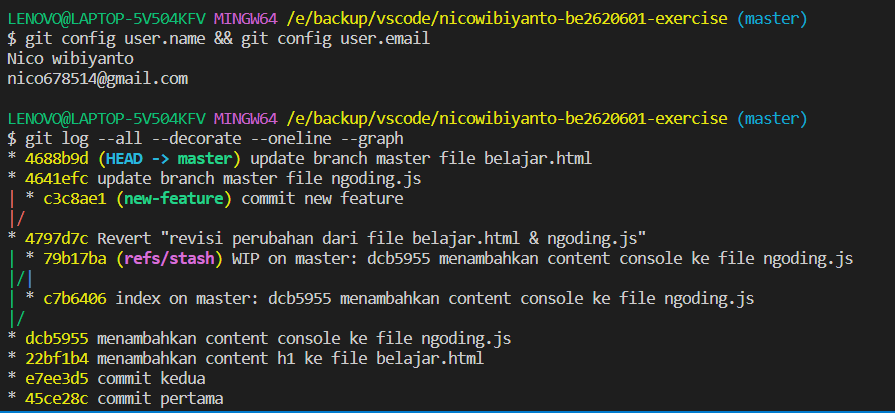 LENOVO@LAPTOP-5V504KFV MINGW64 /e/backup/vscode/nicowibiyanto-be2620601-exercise (master)
$ git config user.name && git config user.email
Nico wibiyanto
nico678514@gmail.com

LENOVO@LAPTOP-5V504KFV MINGW64 /e/backup/vscode/nicowibiyanto-be2620601-exercise (master)
$ git log --all --decorate --oneline --graph
* 4688b9d (HEAD -> master) update branch master file belajar.html
* 4641efc update branch master file ngoding.js
| * c3c8ae1 (new-feature) commit new feature
|/
* 4797d7c Revert "revisi perubahan dari file belajar.html & ngoding.js"
| * 79b17ba (refs/stash) WIP on master: dcb5955 menambahkan content console ke file ngoding.js
|/|
| * c7b6406 index on master: dcb5955 menambahkan content console ke file ngoding.js
|/
* dcb5955 menambahkan content console ke file ngoding.js
* 22bf1b4 menambahkan content h1 ke file belajar.html
* e7ee3d5 commit kedua
* 45ce28c commit pertama